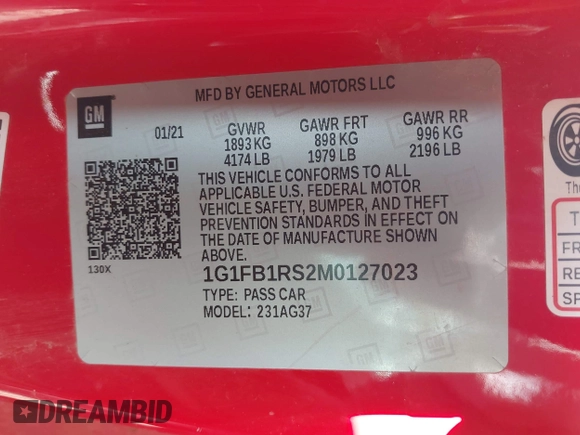 MFD BY GENERAL MOTORS LLC
GM
01/21
GVWR
1893 KG
4174 LB
GAWR FRT
898 KG
1979 LB
GAWR RR
996 KG
2196 LB
THIS VEHICLE CONFORMS TO ALL
APPLICABLE U.S. FEDERAL MOTOR
VEHICLE SAFETY, BUMPER, AND THEFT
PREVENTION STANDARDS IN EFFECT ON
THE DATE OF MANUFACTURE SHOWN
ABOVE.
130X
1G1FB1RS2M0127023
TYPE: PASS CAR
MODEL: 231AG37
DREAMBID